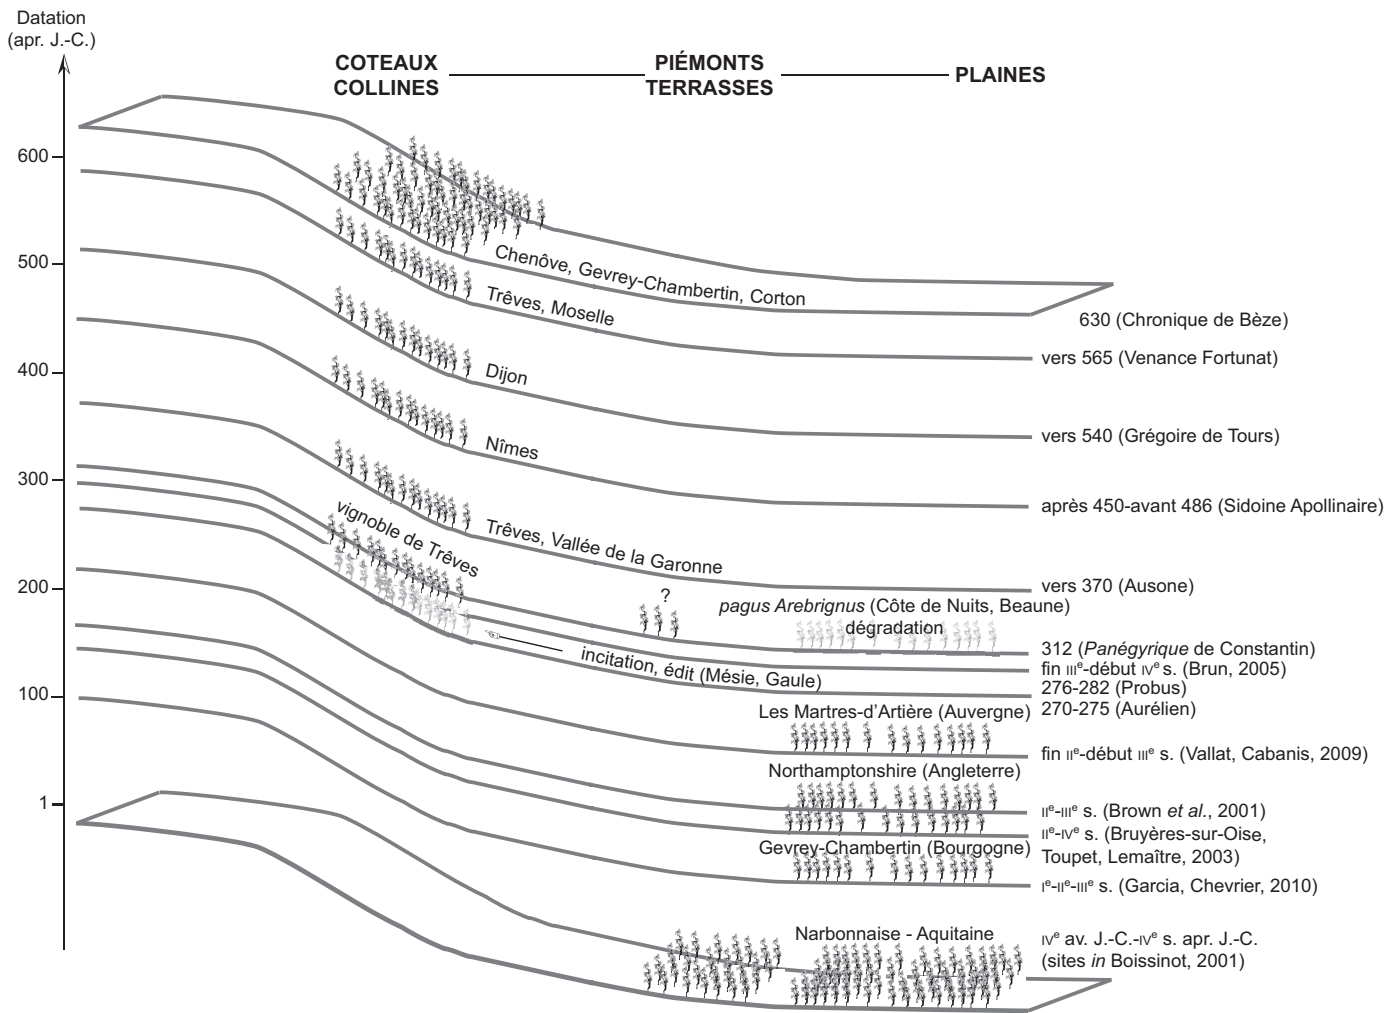 Datation
(apr. J.-C.)
COTEAUX
COLLINES
PIÉMONTS
TERRASSES
PLAINES
600
500
400
300
200
100
1
Chenôve, Gevrey-Chambertin, Corton
630 (Chronique de Bèze)
Trêves, Moselle
vers 565 (Venance Fortunat)
Dijon
vers 540 (Grégoire de Tours)
Nîmes
après 450-avant 486 (Sidoine Apollinaire)
Trêves, Vallée de la Garonne
vers 370 (Ausone)
vignoble de Trêves
?
pagus Arebrignus (Côte de Nuits, Beaune)
dégradation
312 (Panégyrique de Constantin)
fin IIIe-début IVe s. (Brun, 2005)
incitation, édit (Mésie, Gaule)
276-282 (Probus)
270-275 (Aurélien)
Les Martres-d'Artière (Auvergne)
fin IIe-début IIIe s. (Vallat, Cabanis, 2009)
Northamptonshire (Angleterre)
IIe-IIIe s. (Brown et al., 2001)
IIe-IVe s. (Bruyères-sur-Oise,
Toupet, Lemaître, 2003)
Gevrey-Chambertin (Bourgogne)
Ie-IIe-IIIe s. (Garcia, Chevrier, 2010)
Narbonnaise - Aquitaine
IVe av. J.-C.-IVe s. apr. J.-C.
(sites in Boissinot, 2001)